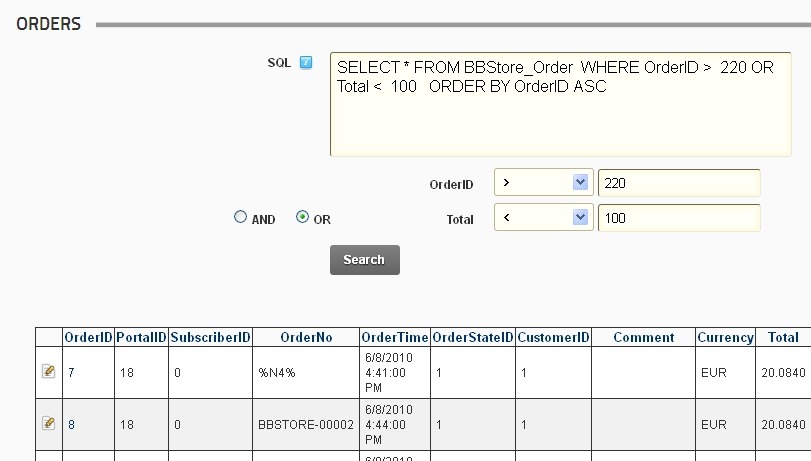 ORDERS
SQL
SELECT * FROM BBStore_Order WHERE OrderID > 220 OR
Total < 100 ORDER BY OrderID ASC
OrderID > 220
AND OR Total < 100
Search
OrderID PortalID SubscriberID OrderNo OrderTime OrderStateID CustomerID Comment Currency Total
7 18 0 %N4% 6/8/2010 4:41:00 PM 1 1 EUR 20.0840
8 18 0 BBSTORE-00002 6/8/2010 4:44:00 PM 1 1 EUR 20.0840